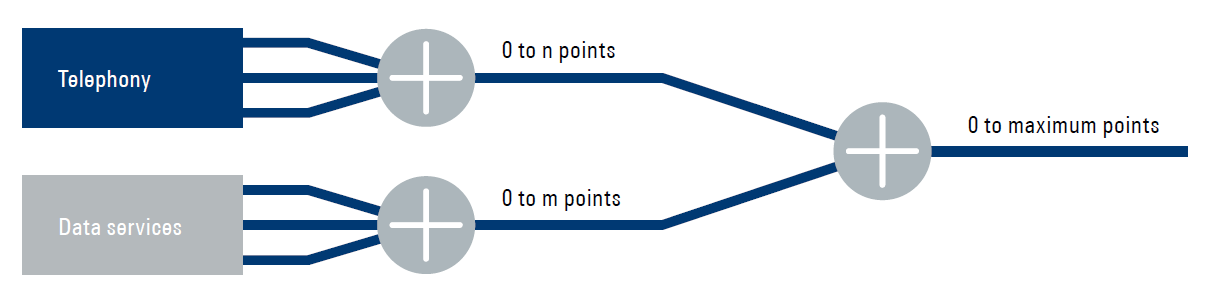 Telephony
0 to n points
0 to maximum points
Data services
0 to m points